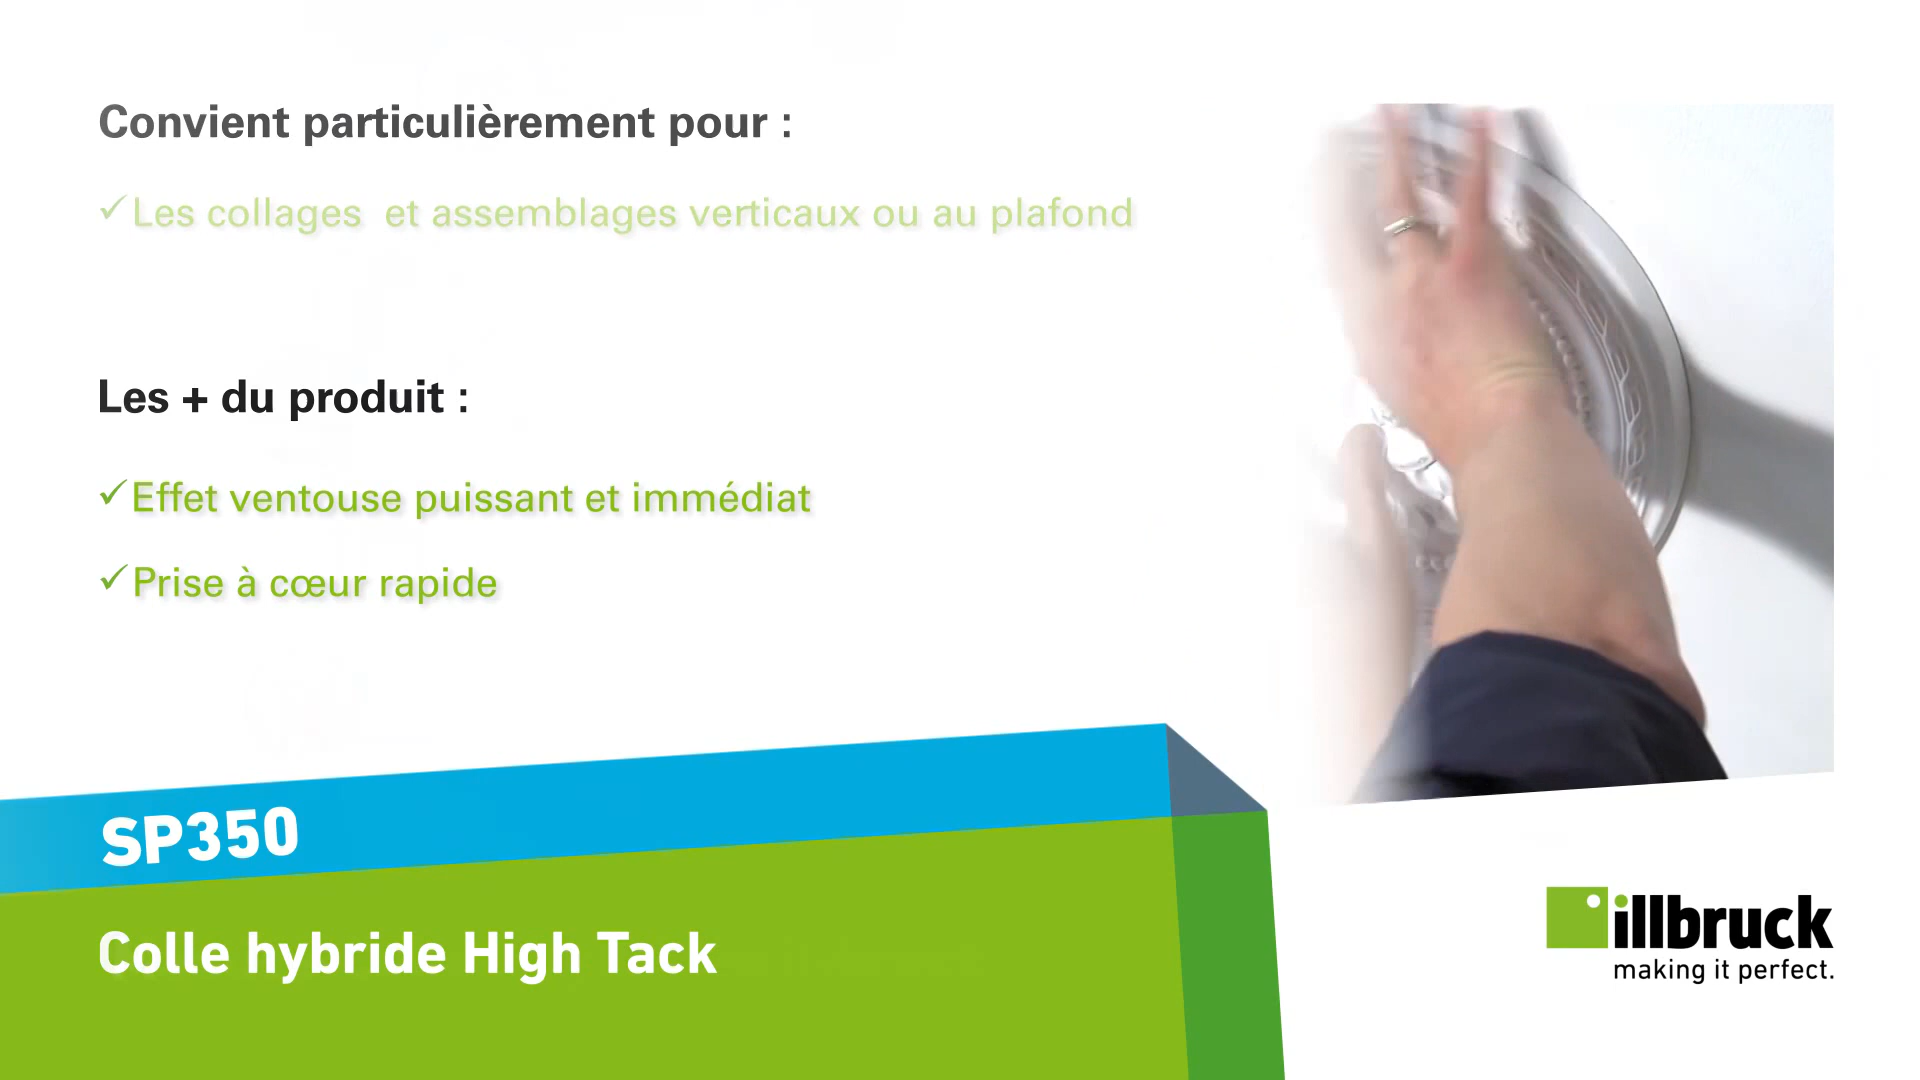 Convient particulièrement pour :
✓Les collages et assemblages verticaux ou au plafond
Les + du produit :
✓Effet ventouse puissant et immédiat
✓Prise à cœur rapide
SP350
Colle hybride High Tack
illbruck
making it perfect.